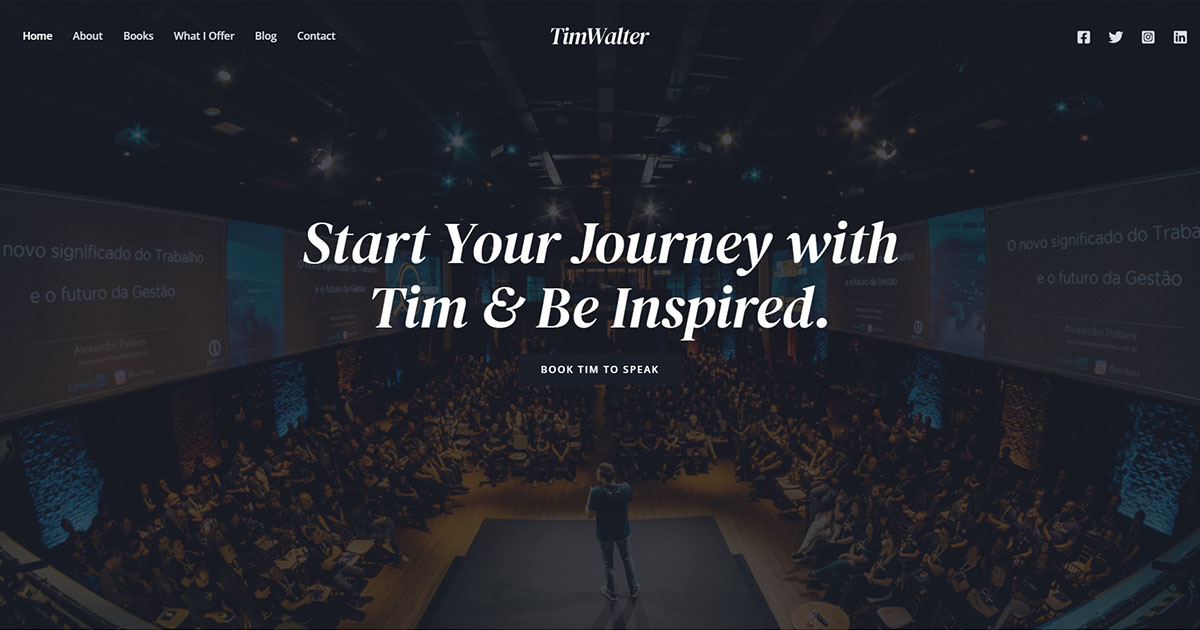 Home About Books What I Offer Blog Contact
TimWalter
Start Your Journey with
Tim & Be Inspired.
BOOK TIM TO SPEAK
novo significado do Trabalho
e o futuro da Gestão
Alexandre Pellaes
O novo significado do Traba
e o futuro da Gestão
Alexandre Pellaes